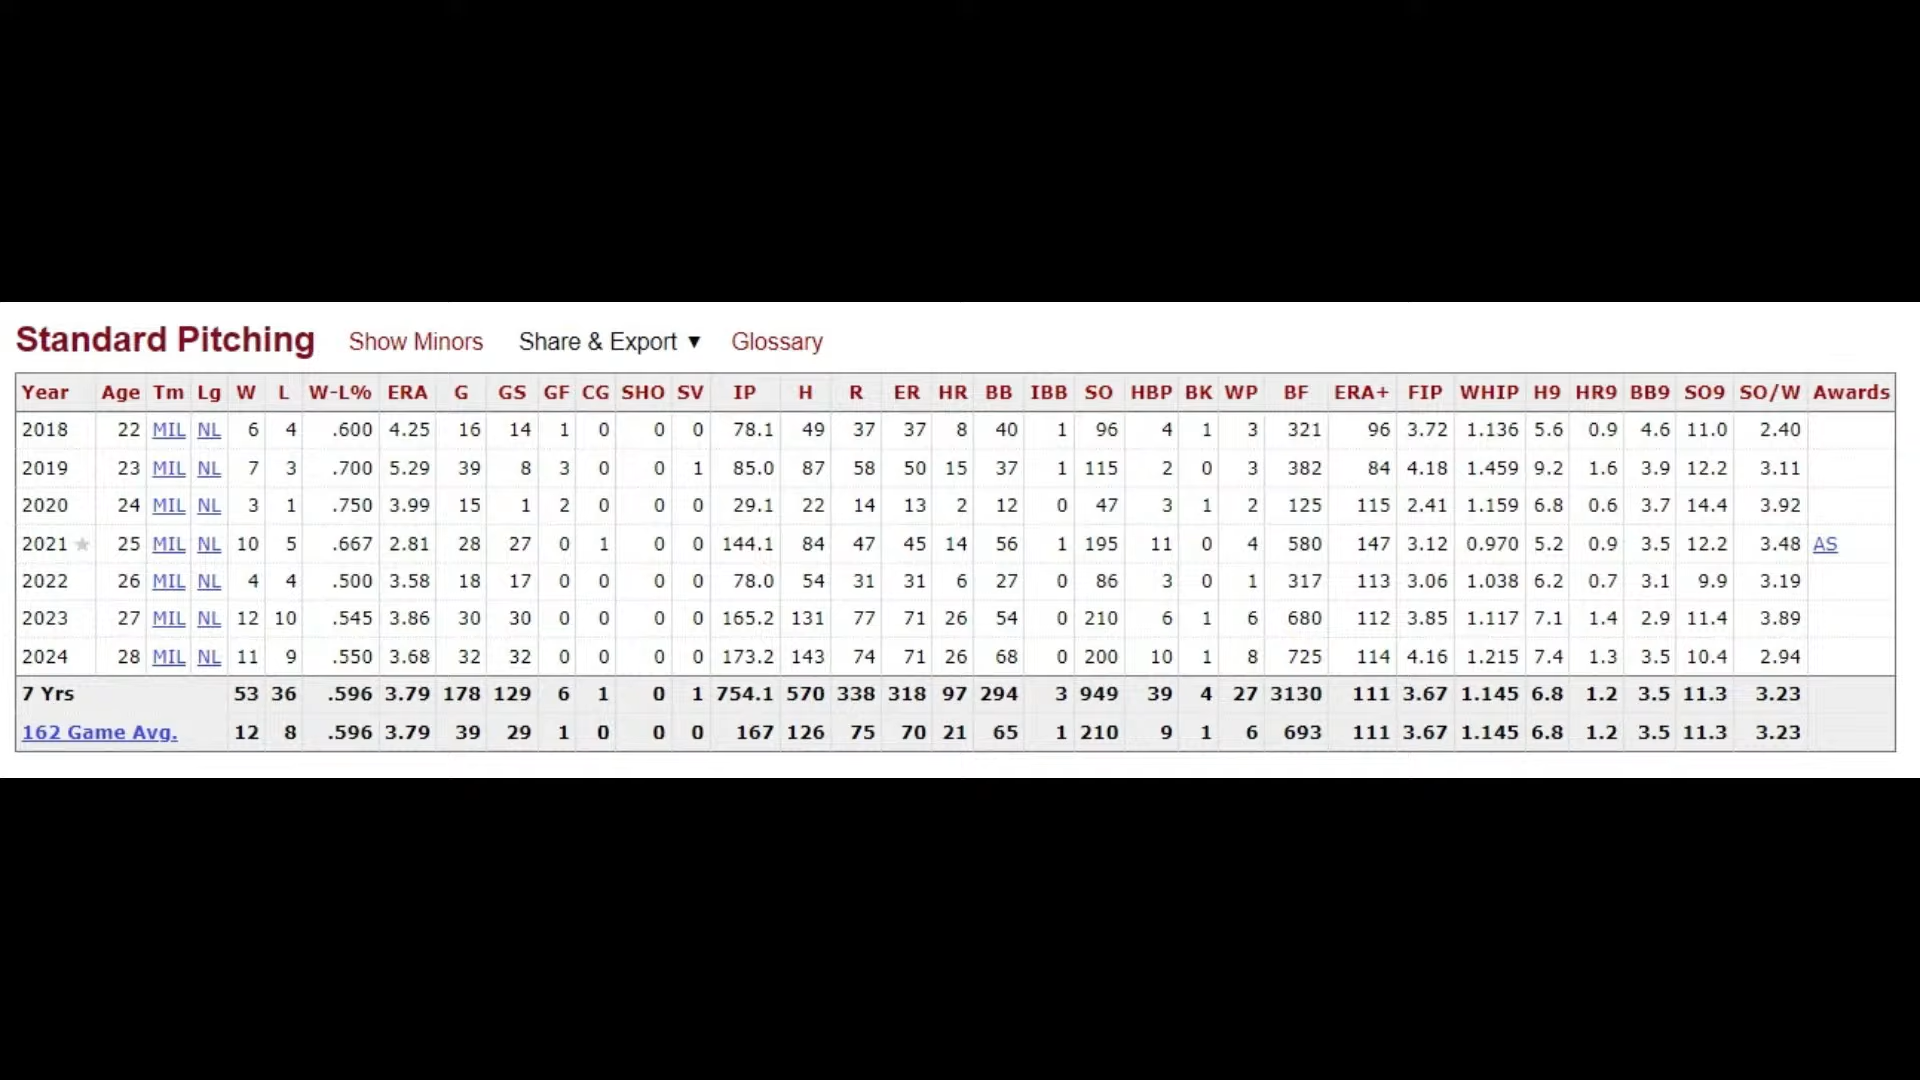 Standard Pitching Show Minors Share & Export ▼ Glossary
Year Age Tm Lg W L W-L% ERA G GS GF CG SHO SV IP H R ER HR BB IBB SO HBP BK WP BF ERA+ FIP WHIP H9 HR9 BB9 SO9 SO/W Awards
2018 22 MIL NL 6 4 .600 4.25 16 14 1 0 0 0 78.1 49 37 37 8 40 1 96 4 1 3 321 96 3.72 1.136 5.6 0.9 4.6 11.0 2.40
2019 23 MIL NL 7 3 .700 5.29 39 8 3 0 0 1 85.0 87 58 50 15 37 1 115 2 0 3 382 84 4.18 1.459 9.2 1.6 3.9 12.2 3.11
2020 24 MIL NL 3 1 .750 3.99 15 1 2 0 0 0 29.1 22 14 13 2 12 0 47 3 1 2 125 115 2.41 1.159 6.8 0.6 3.7 14.4 3.92
2021 ★ 25 MIL NL 10 5 .667 2.81 28 27 0 1 0 0 144.1 84 47 45 14 56 1 195 11 0 4 580 147 3.12 0.970 5.2 0.9 3.5 12.2 3.48 AS
2022 26 MIL NL 4 4 .500 3.58 18 17 0 0 0 0 78.0 54 31 31 6 27 0 86 3 0 1 317 113 3.06 1.038 6.2 0.7 3.1 9.9 3.19
2023 27 MIL NL 12 10 .545 3.86 30 30 0 0 0 0 165.2 131 77 71 26 54 0 210 6 1 6 680 112 3.85 1.117 7.1 1.4 2.9 11.4 3.89
2024 28 MIL NL 11 9 .550 3.68 32 32 0 0 0 0 173.2 143 74 71 26 68 0 200 10 1 8 725 114 4.16 1.215 7.4 1.3 3.5 10.4 2.94
7 Yrs 53 36 .596 3.79 178 129 6 1 0 1 754.1 570 338 318 97 294 3 949 39 4 27 3130 111 3.67 1.145 6.8 1.2 3.5 11.3 3.23
162 Game Avg. 12 8 .596 3.79 39 29 1 0 0 0 167 126 75 70 21 65 1 210 9 1 6 693 111 3.67 1.145 6.8 1.2 3.5 11.3 3.23